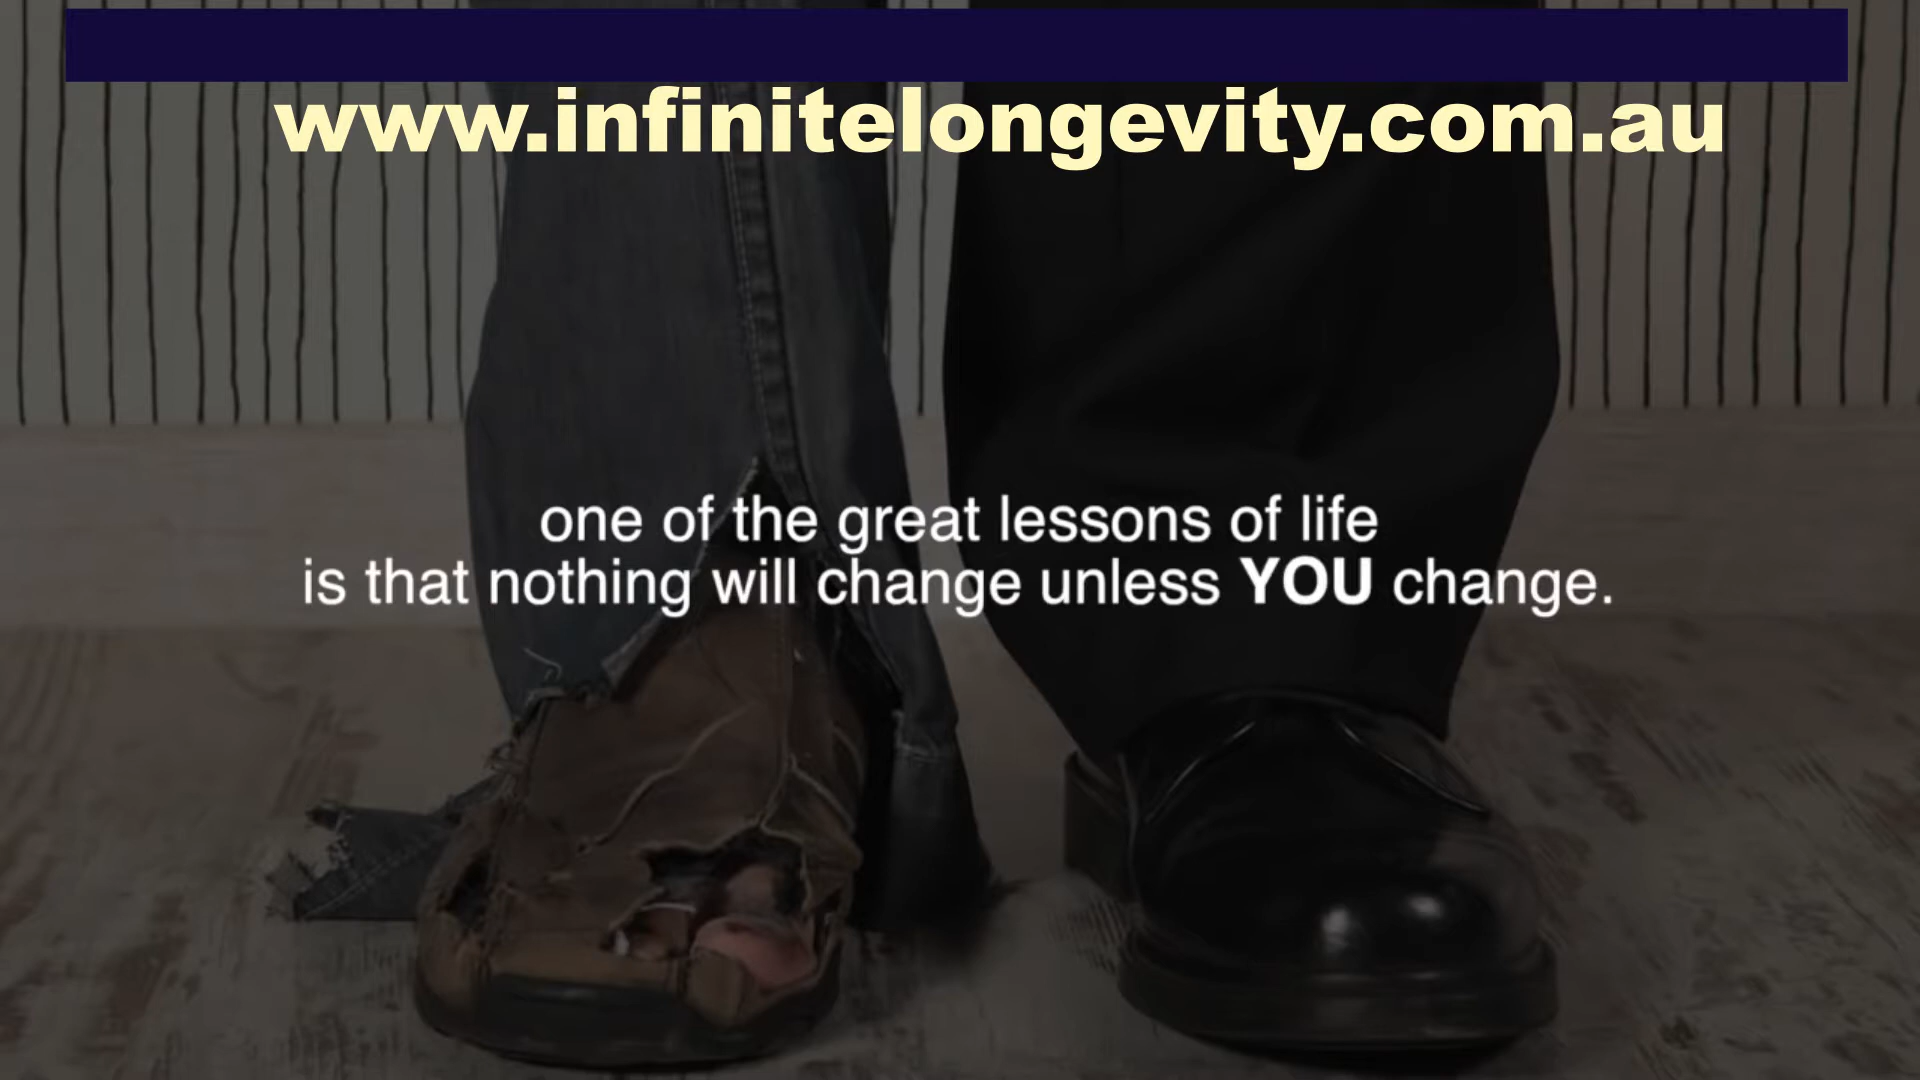 www.infinitelongevity.com.au
one of the great lessons of life
is that nothing will change unless YOU change.